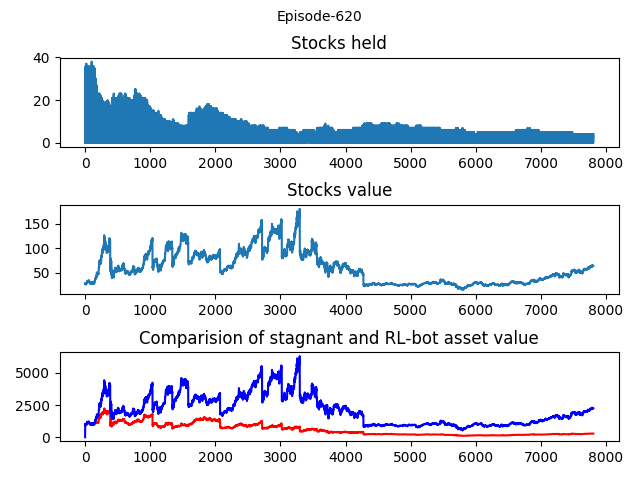 Episode-620
Stocks held
40
20
0
0 1000 2000 3000 4000 5000 6000 7000 8000
Stocks value
150
100
50
0 1000 2000 3000 4000 5000 6000 7000 8000
Comparision of stagnant and RL-bot asset value
5000
2500
0
0 1000 2000 3000 4000 5000 6000 7000 8000